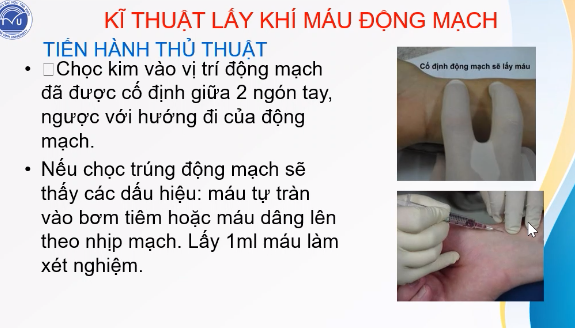 KĨ THUẬT LẤY KHÍ MÁU ĐỘNG MẠCH
TIẾN HÀNH THỦ THUẬT
• Chọc kim vào vị trí động mạch
đã được cố định giữa 2 ngón tay,
ngược với hướng đi của động
mạch.
• Nếu chọc trúng động mạch sẽ
thấy các dấu hiệu: máu tự tràn
vào bơm tiêm hoặc máu dâng lên
theo nhịp mạch. Lấy 1ml máu làm
xét nghiệm.
Cố định động mạch sẽ lấy máu